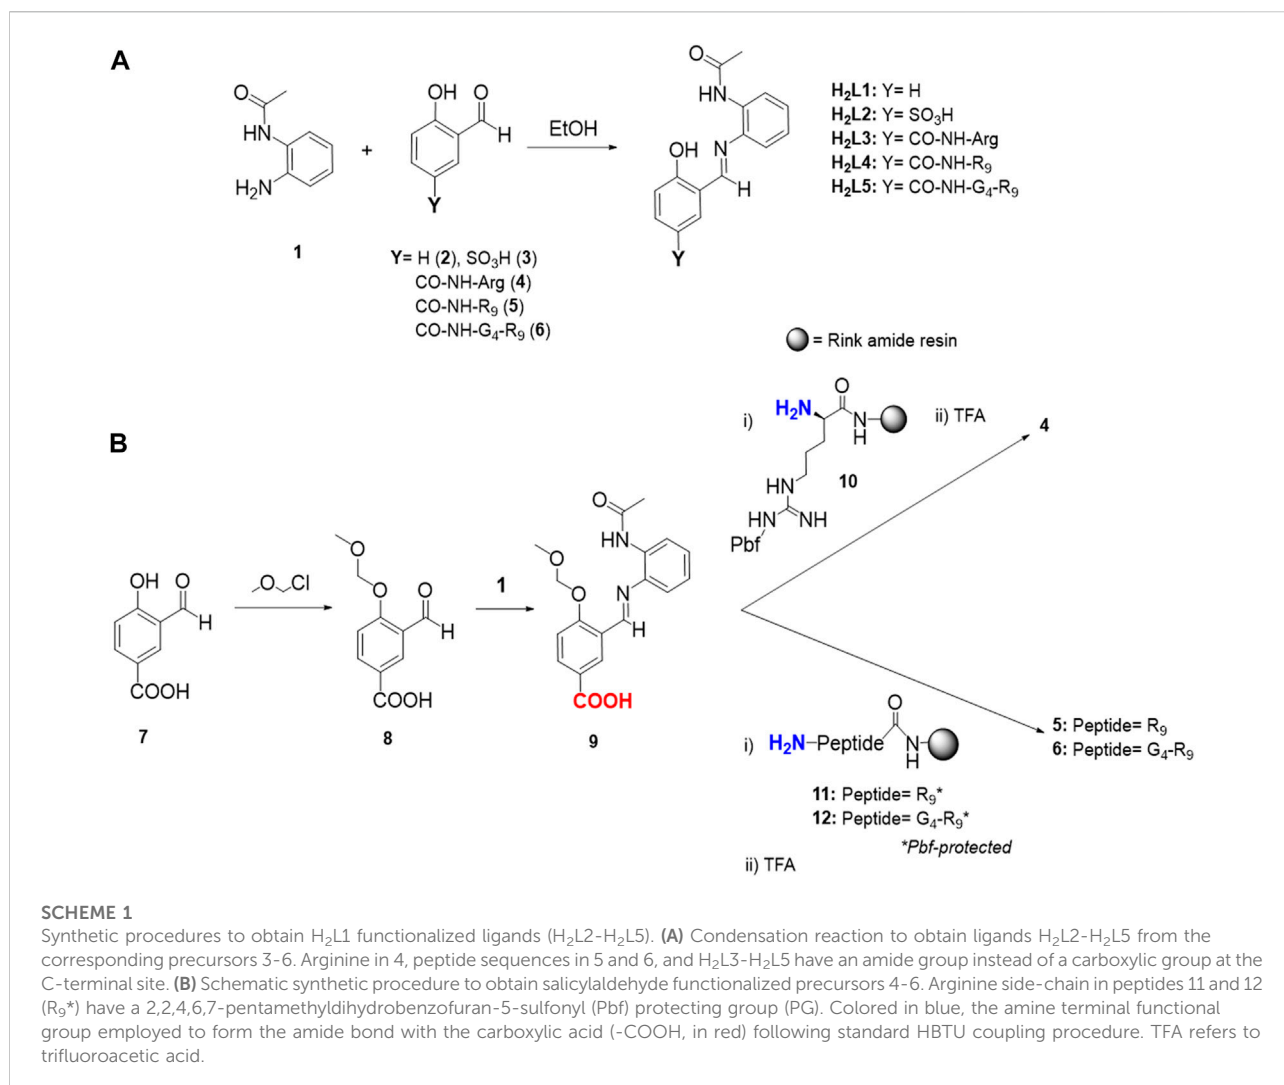 A
O
HN
H₂N
1
+
OH O
H
Y
EtOH
O
HN
OH N
H
Y
H₂L1: Y= H
H₂L2: Y= SO₃H
H₂L3: Y= CO-NH-Arg
H₂L4: Y= CO-NH-R₉
H₂L5: Y= CO-NH-G₄-R₉
Y= H (2), SO₃H (3)
CO-NH-Arg (4)
CO-NH-R₉ (5)
CO-NH-G₄-R₉ (6)
= Rink amide resin
B
OH O
H
COOH
7
O Cl
O
O O
H
COOH
8
1
O
HN
O
O N
H
COOH
9
i)
H₂N
O
N
H
HN
HN NH
Pbf
10
ii) TFA
4
i)
H₂N-Peptide
O
N
H
11: Peptide= R₉*
12: Peptide= G₄-R₉*
*Pbf-protected
ii) TFA
5: Peptide= R₉
6: Peptide= G₄-R₉
SCHEME 1
Synthetic procedures to obtain H₂L1 functionalized ligands (H₂L2-H₂L5). (A) Condensation reaction to obtain ligands H₂L2-H₂L5 from the
corresponding precursors 3-6. Arginine in 4, peptide sequences in 5 and 6, and H₂L3-H₂L5 have an amide group instead of a carboxylic group at the
C-terminal site. (B) Schematic synthetic procedure to obtain salicylaldehyde functionalized precursors 4-6. Arginine side-chain in peptides 11 and 12
(R₉*) have a 2,2,4,6,7-pentamethyldihydrobenzofuran-5-sulfonyl (Pbf) protecting group (PG). Colored in blue, the amine terminal functional
group employed to form the amide bond with the carboxylic acid (-COOH, in red) following standard HBTU coupling procedure. TFA refers to
trifluoroacetic acid.